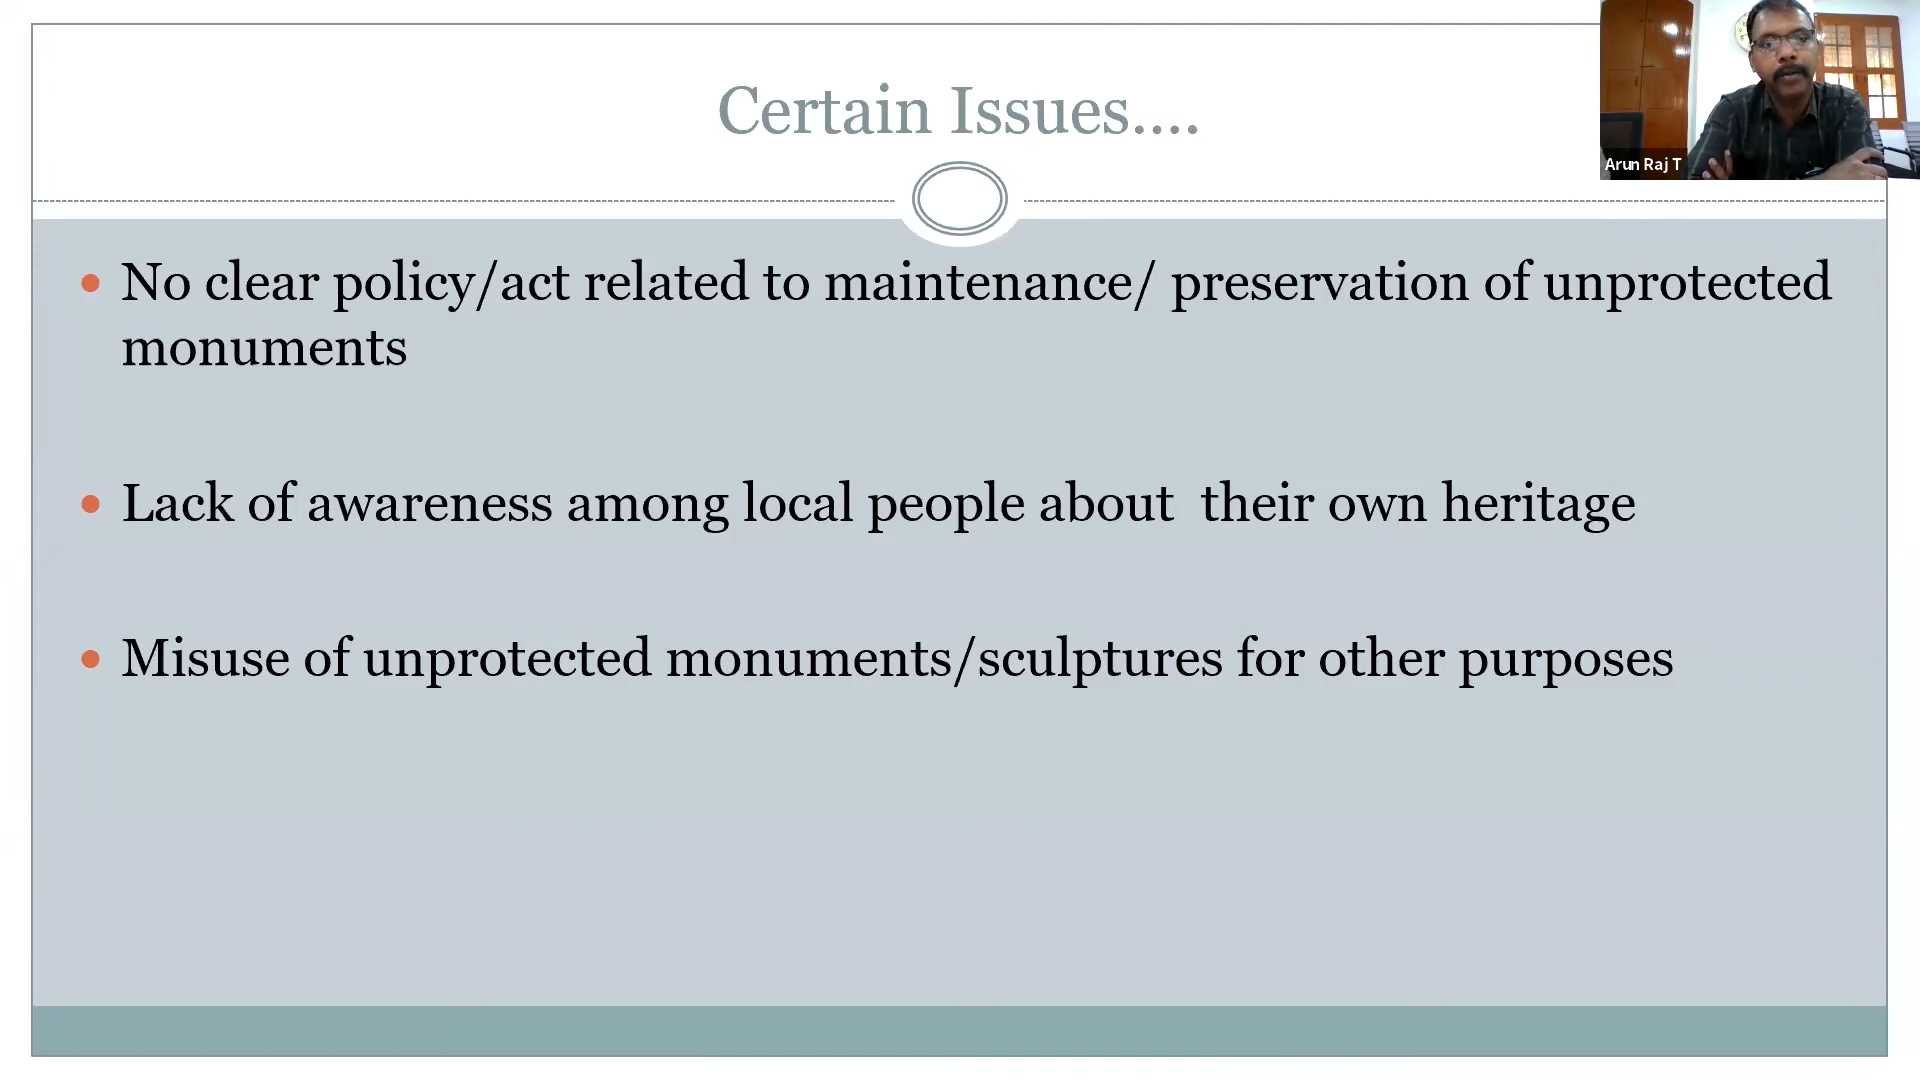 Certain Issues....
Arun Raj T
• No clear policy/act related to maintenance/ preservation of unprotected
monuments
• Lack of awareness among local people about  their own heritage
• Misuse of unprotected monuments/sculptures for other purposes